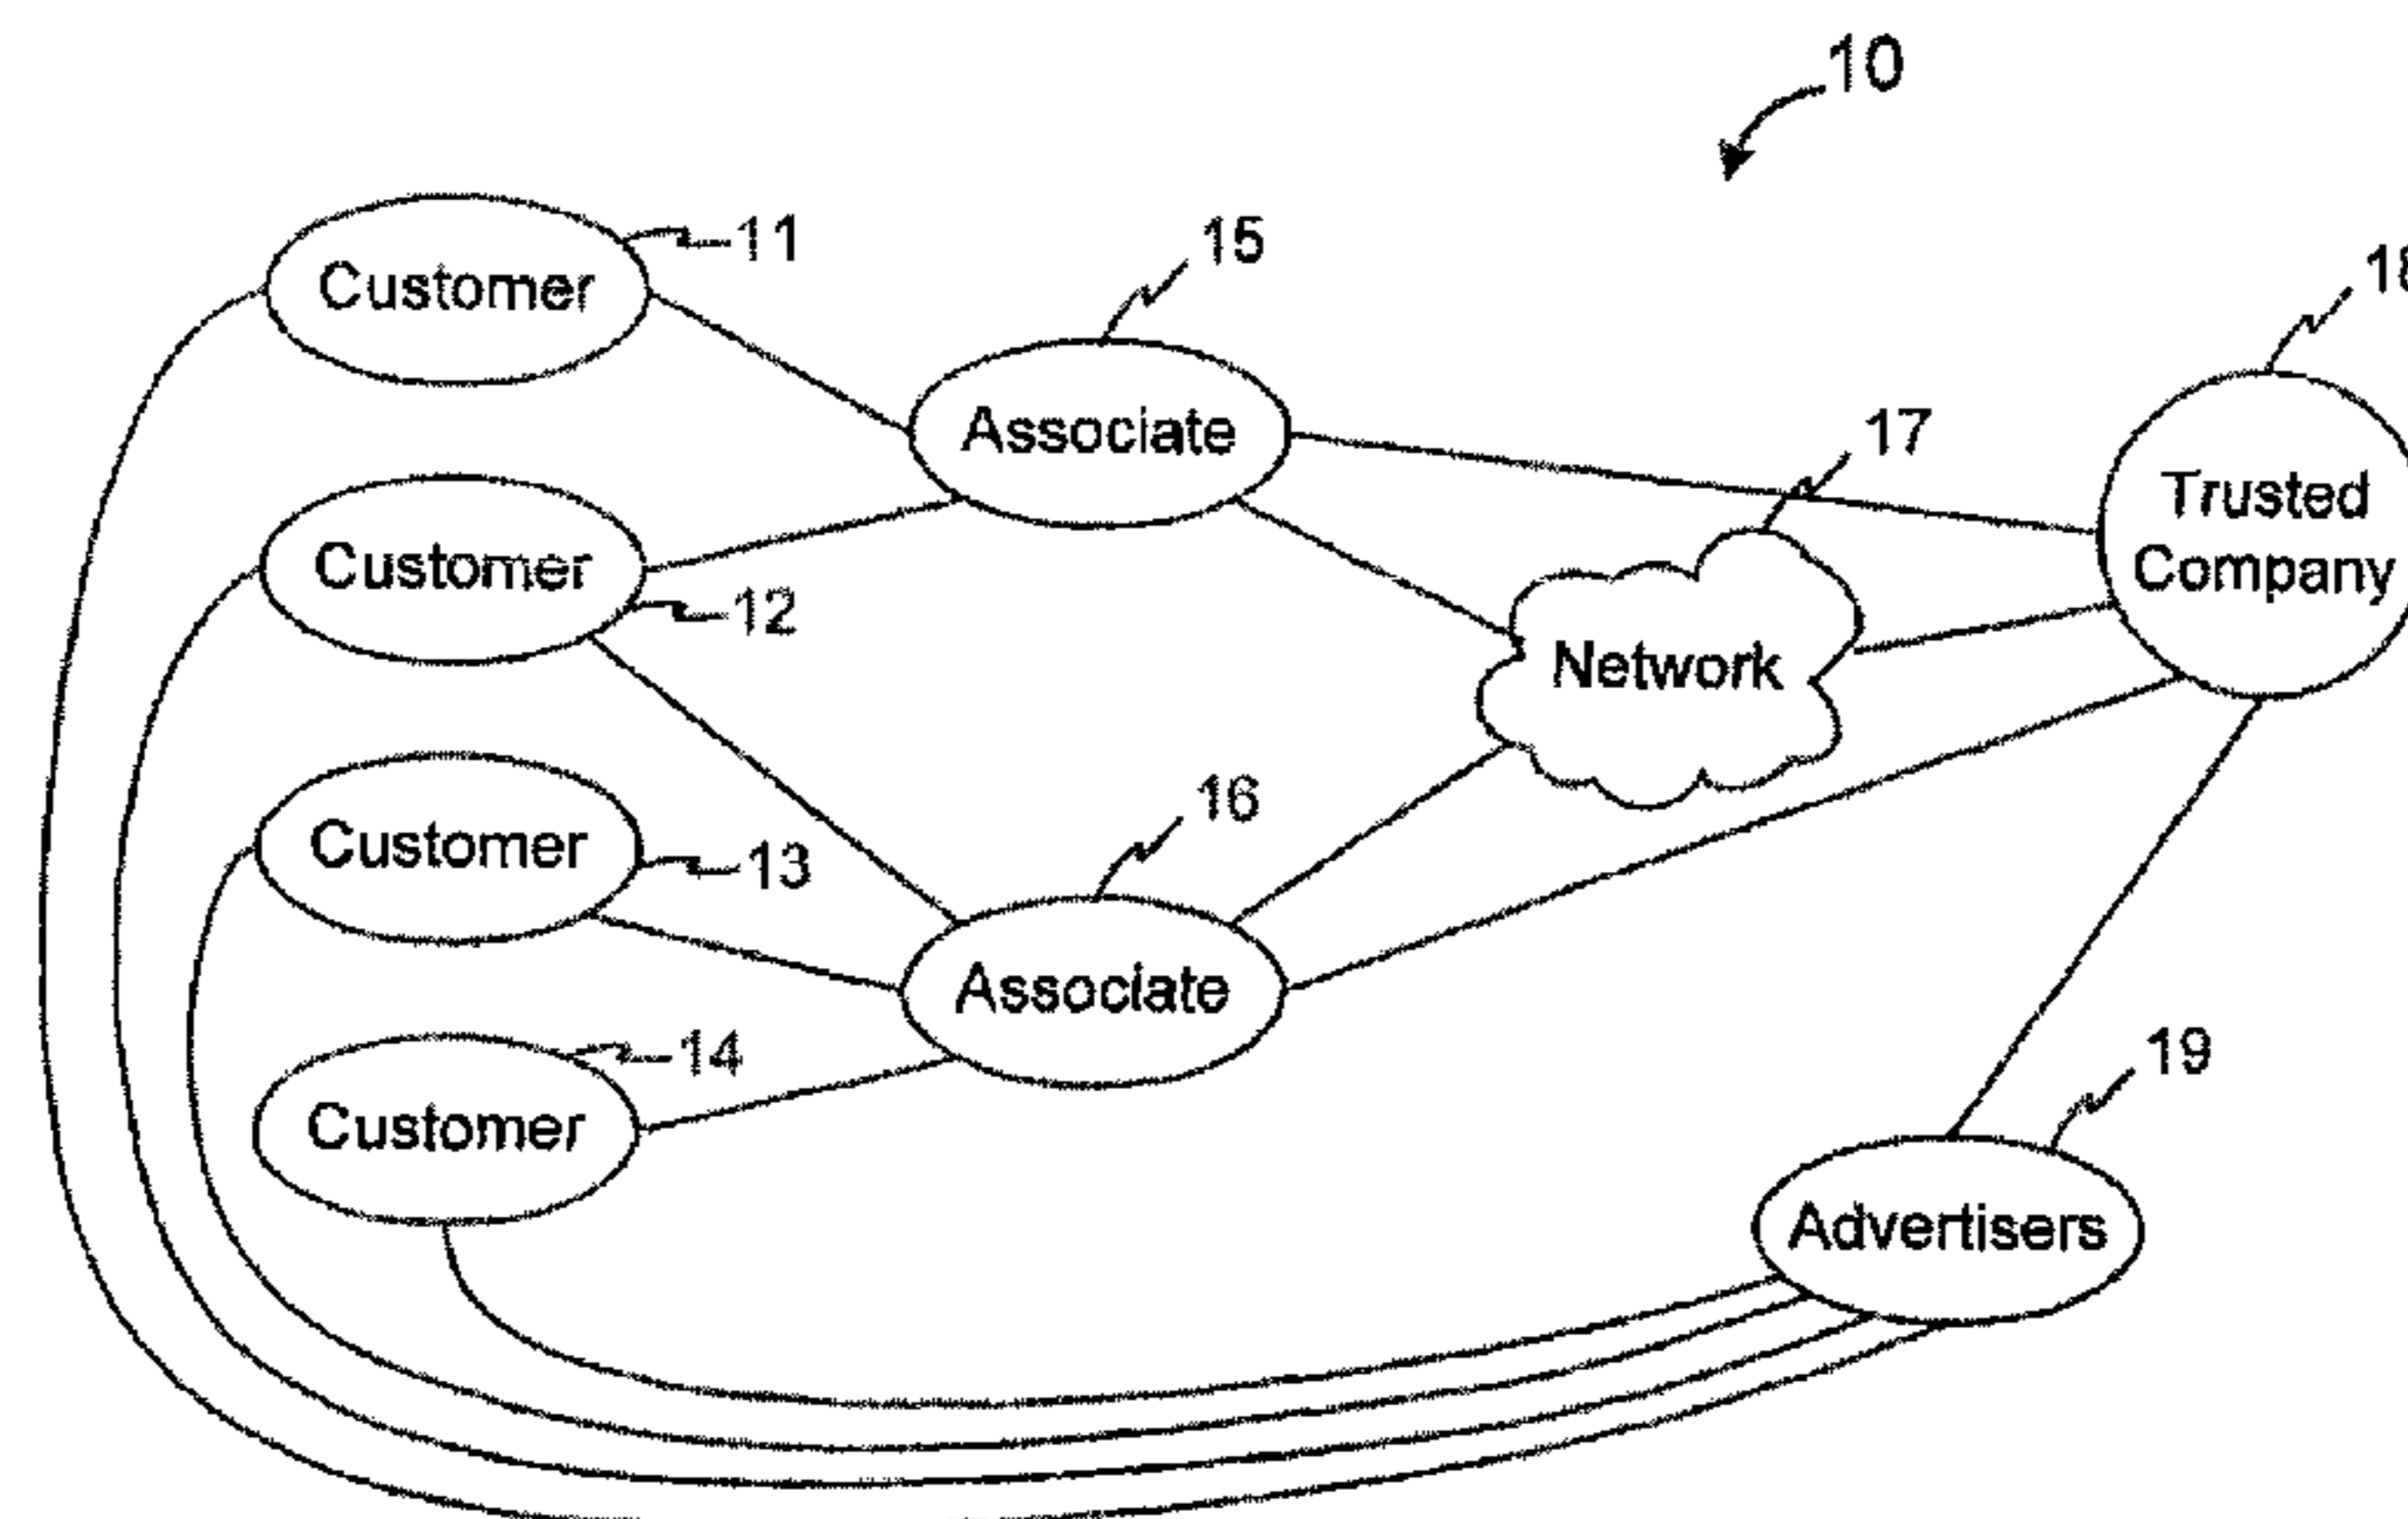 10
11
Customer
15
18
Associate
17
Trusted
Company
Customer
12
Network
16
Customer
13
Associate
14
Customer
19
Advertisers